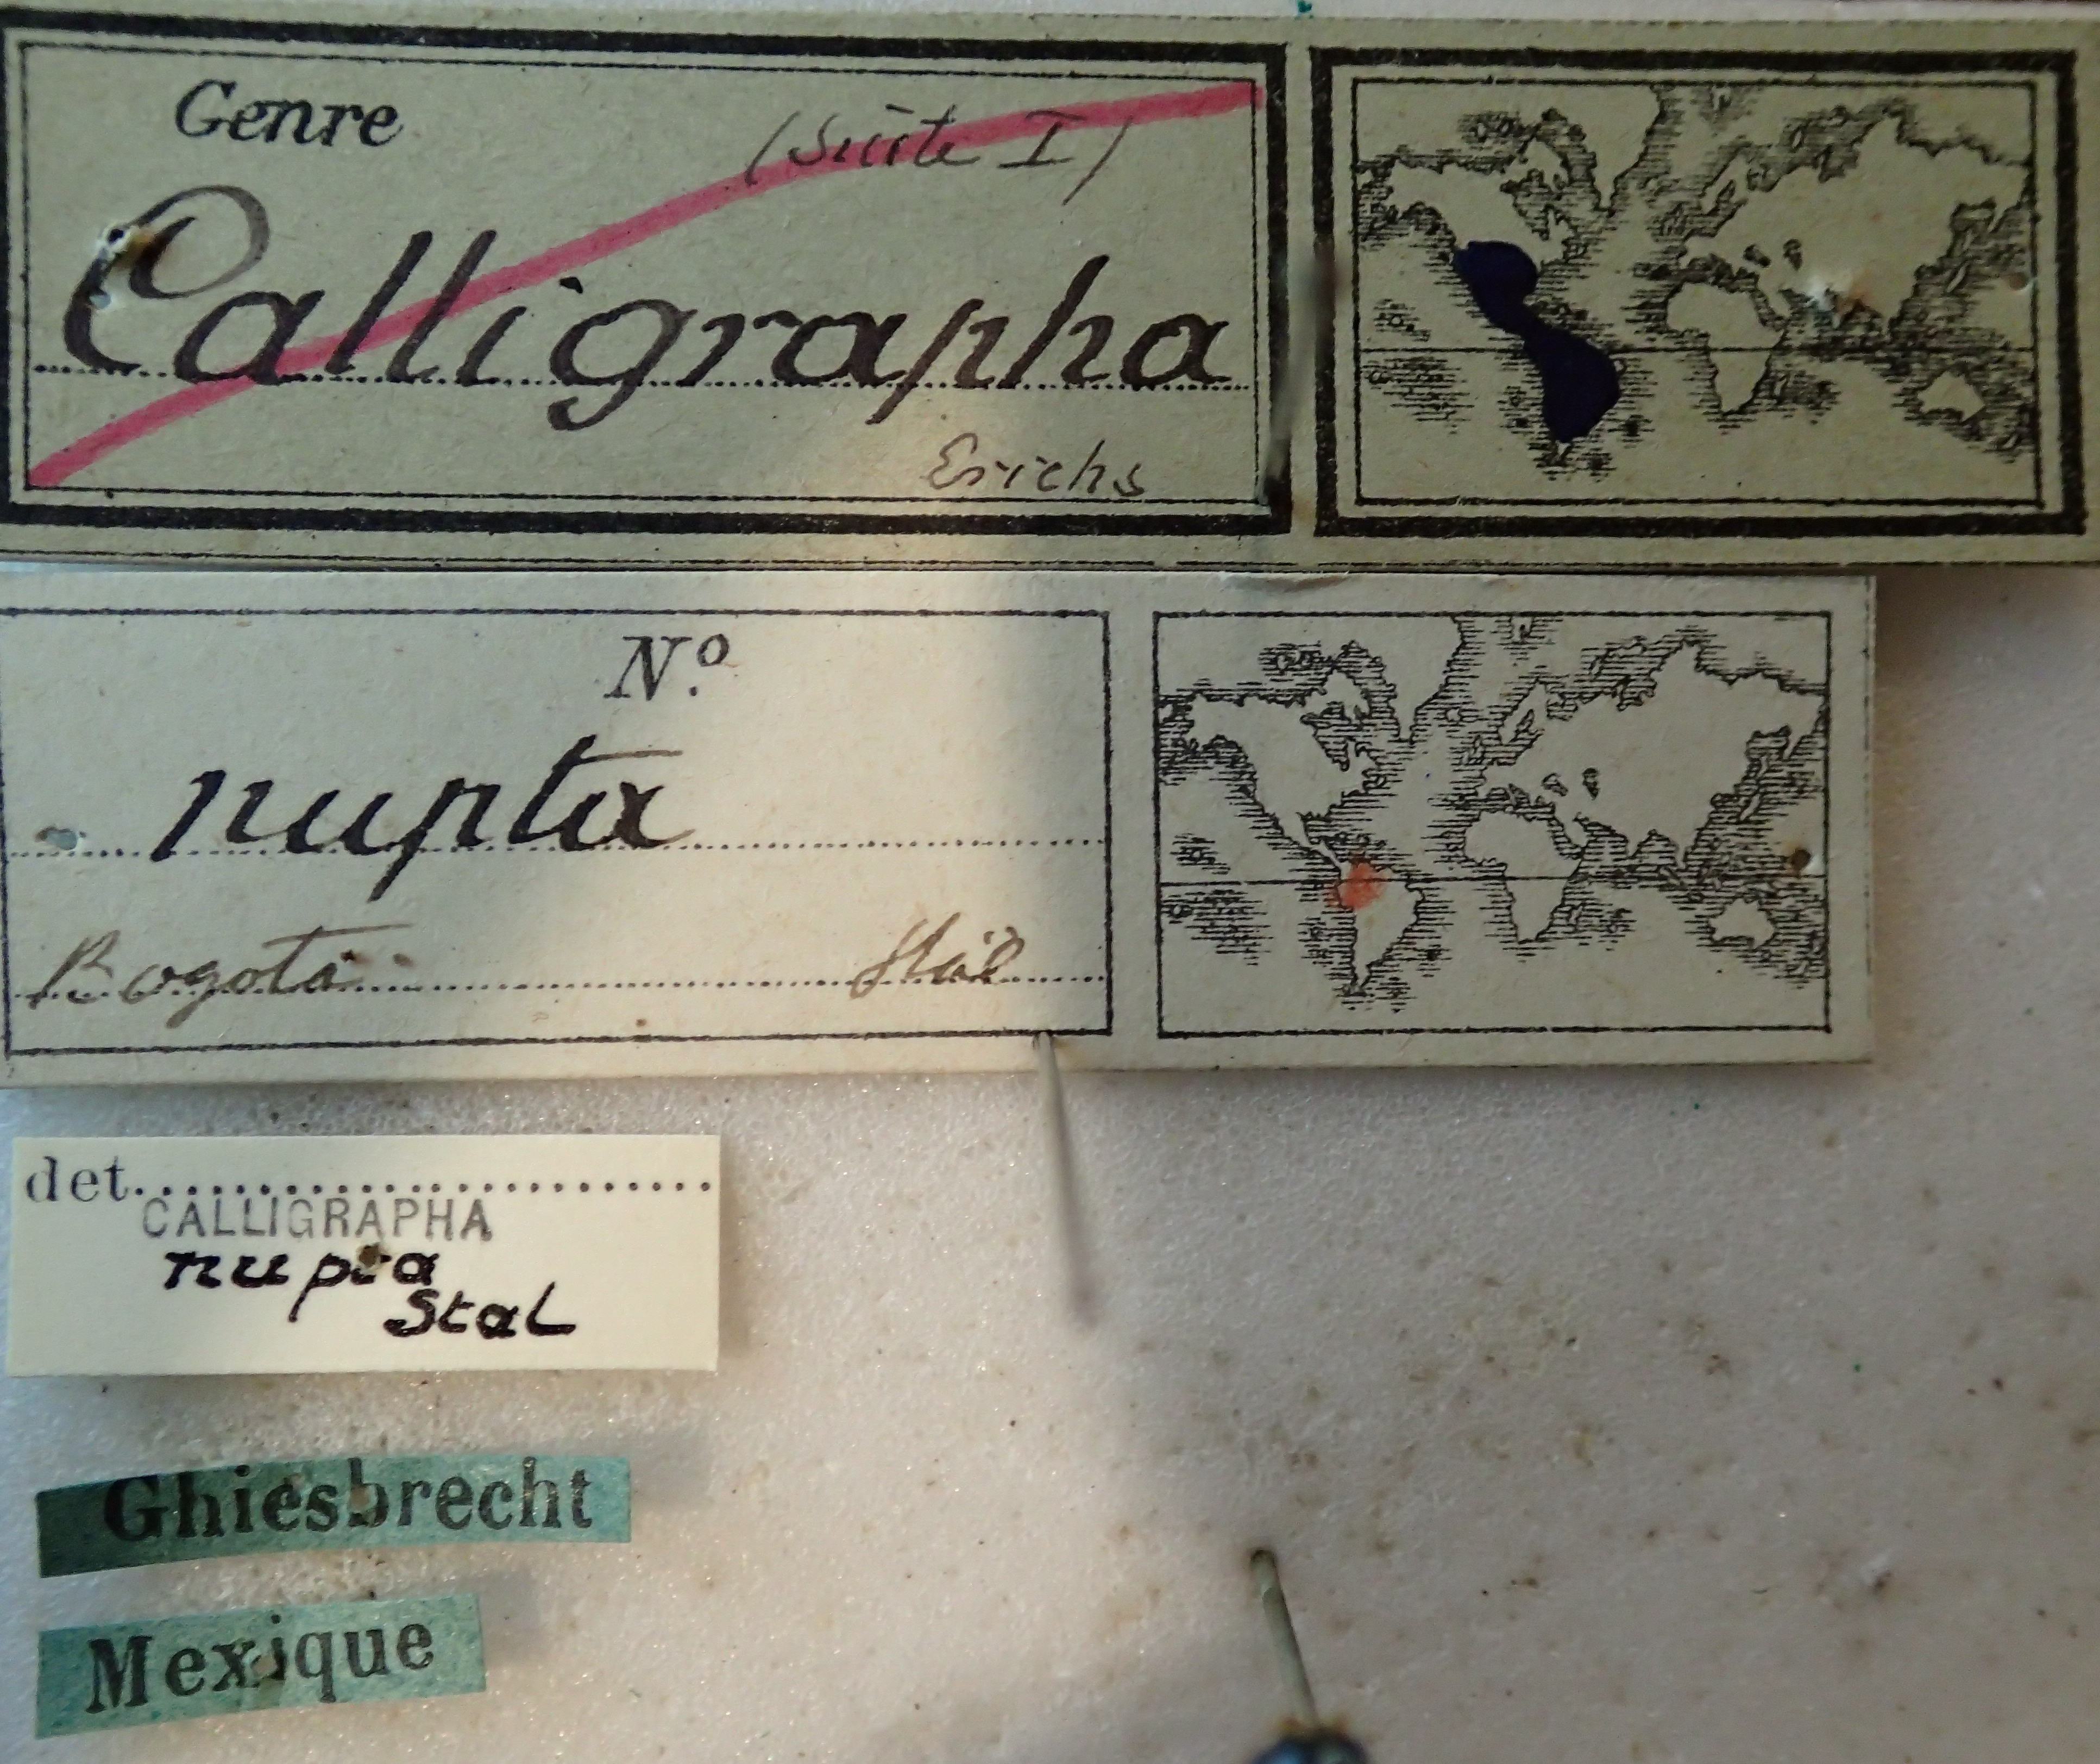 Genre
(Suite I)
Calligrapha
Erichs
N.º
nupta
Bogota Stål
det.
CALLIGRAPHA
nupta
Stal
Ghiesbrecht
Mexique